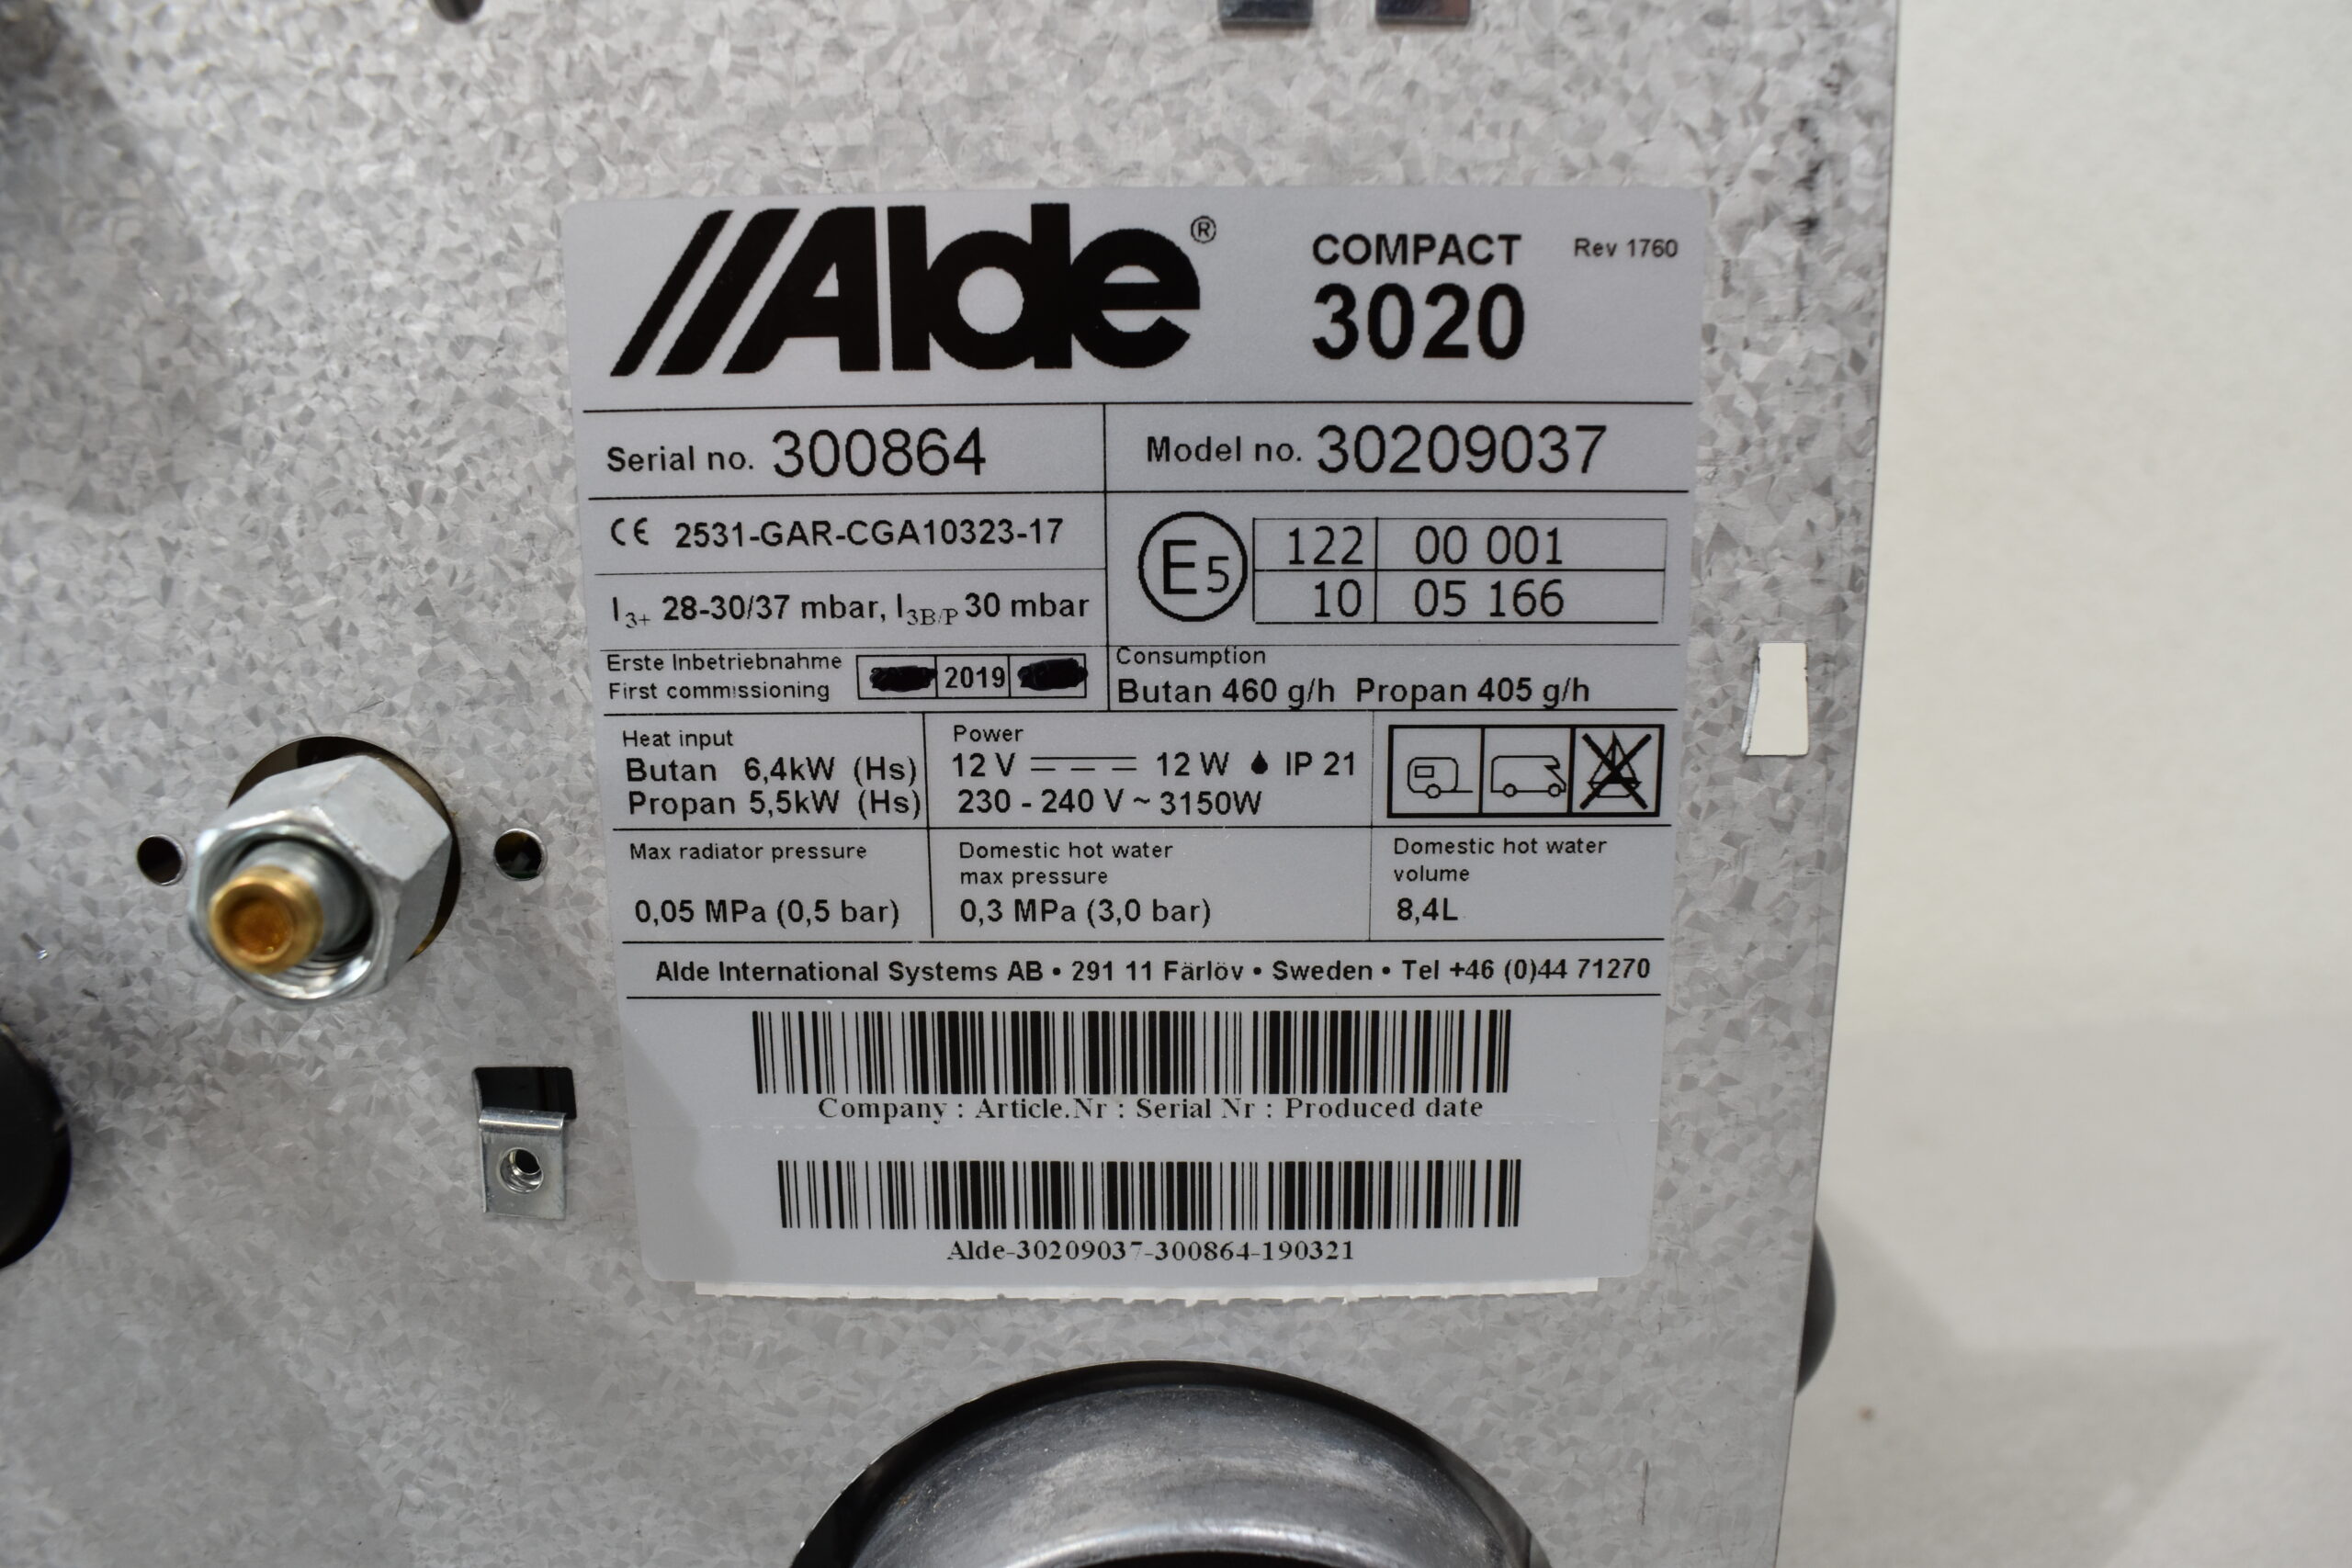 //Alde®
COMPACT Rev 1760
3020
Serial no. 300864
Model no. 30209037
CE 2531-GAR-CGA10323-17
E5 122 00 001
10 05 166
I3+ 28-30/37 mbar, I3B/P 30 mbar
Erste Inbetriebnahme
First commissioning
2019
Consumption
Butan 460 g/h Propan 405 g/h
Heat input
Butan 6,4kW (Hs)
Propan 5,5kW (Hs)
Power
12 V 12 W IP 21
230 - 240 V ~ 3150W
Max radiator pressure
0,05 MPa (0,5 bar)
Domestic hot water
max pressure
0,3 MPa (3,0 bar)
Domestic hot water
volume
8,4L
Alde International Systems AB • 291 11 Färlöv • Sweden • Tel +46 (0)44 71270
Company : Article.Nr : Serial Nr : Produced date
Alde-30209037-300864-190321